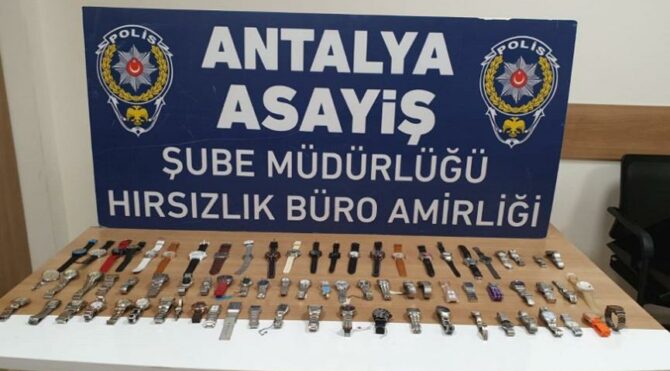 POLİS
POLİS
ANTALYA
ASAYİŞ
ŞUBE MÜDÜRLÜĞÜ
HIRSIZLIK BÜRO AMİRLİĞİ